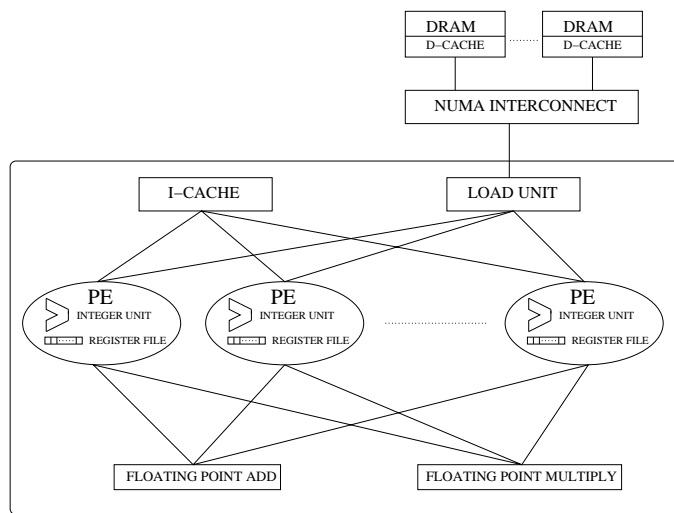 DRAM
D-CACHE
DRAM
D-CACHE
NUMA INTERCONNECT
I-CACHE
LOAD UNIT
PE
INTEGER UNIT
REGISTER FILE
PE
INTEGER UNIT
REGISTER FILE
PE
INTEGER UNIT
REGISTER FILE
FLOATING POINT ADD
FLOATING POINT MULTIPLY